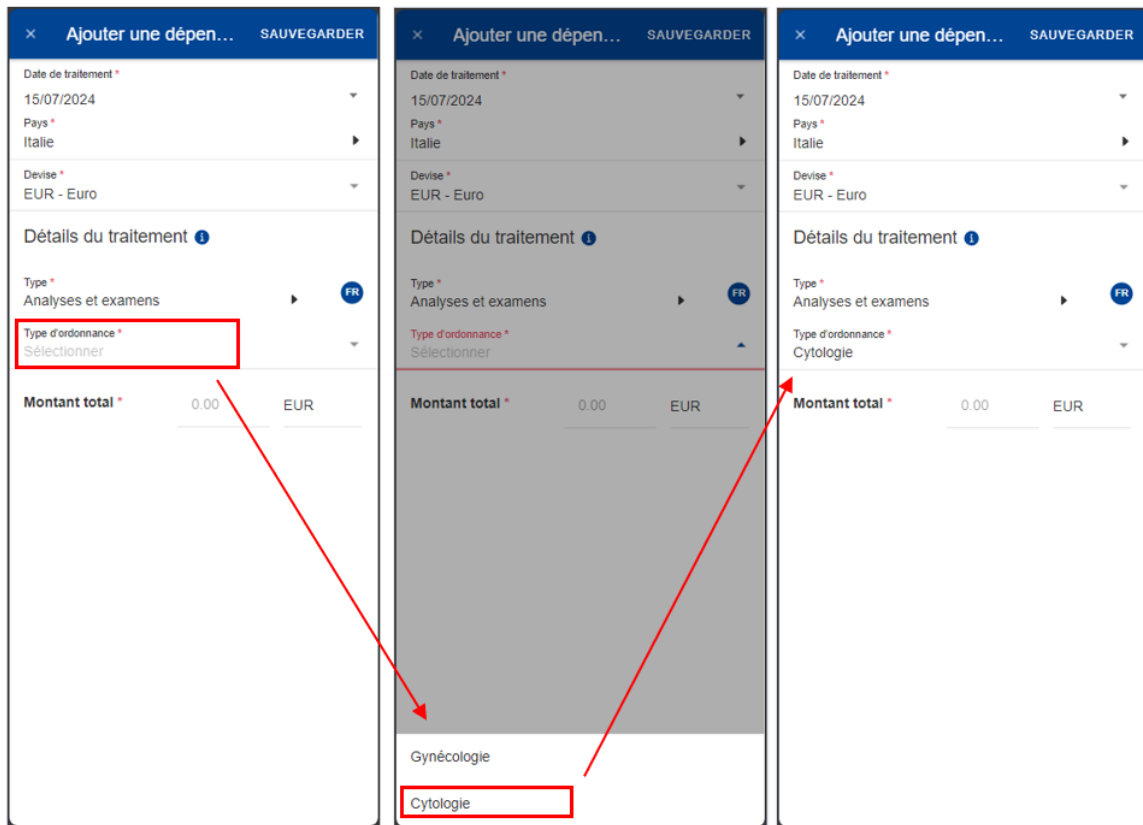 × Ajouter une dépen... SAUVEGARDER
Date de traitement *
15/07/2024
Pays *
Italie
Devise *
EUR - Euro
Détails du traitement i
Type *
Analyses et examens FR
Type d'ordonnance *
Sélectionner
Montant total * 0.00 EUR
× Ajouter une dépen... SAUVEGARDER
Date de traitement *
15/07/2024
Pays *
Italie
Devise *
EUR - Euro
Détails du traitement i
Type *
Analyses et examens FR
Type d'ordonnance *
Sélectionner
Montant total * 0.00 EUR
Gynécologie
Cytologie
× Ajouter une dépen... SAUVEGARDER
Date de traitement *
15/07/2024
Pays *
Italie
Devise *
EUR - Euro
Détails du traitement i
Type *
Analyses et examens FR
Type d'ordonnance *
Cytologie
Montant total * 0.00 EUR